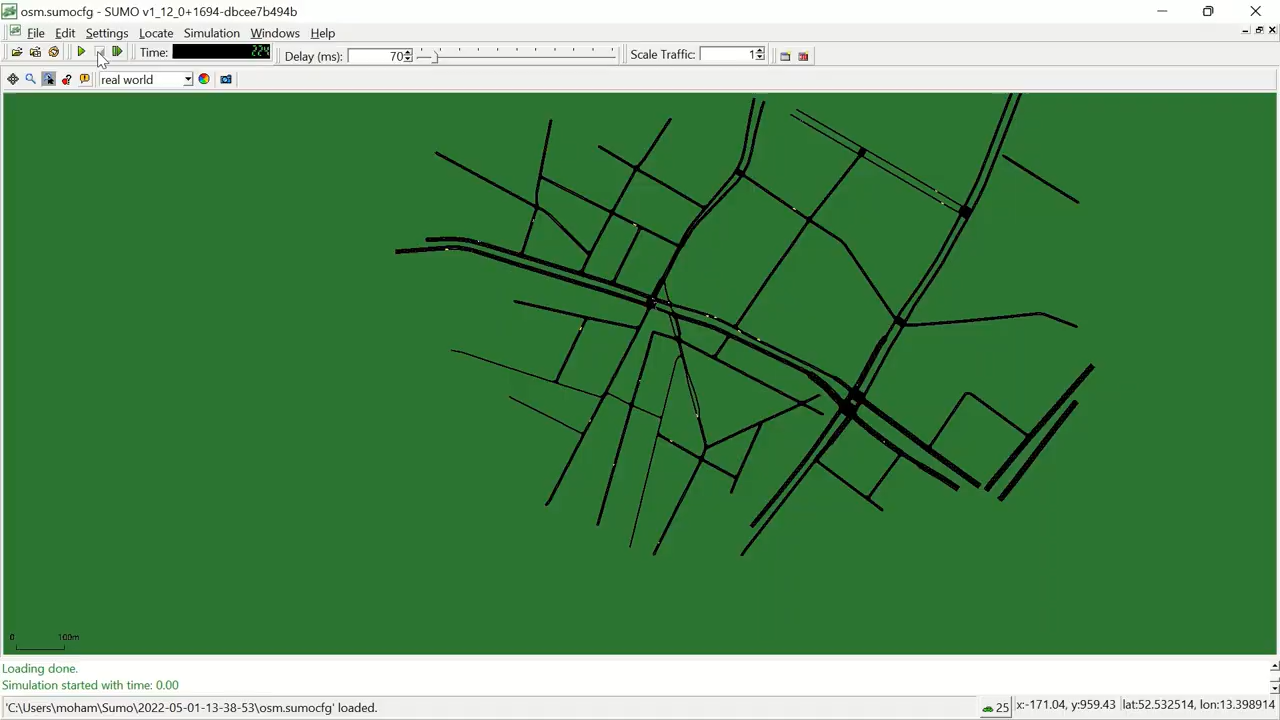 osm.sumocfg - SUMO v1_12_0+1694-dbcee7b494b
File Edit Settings Locate Simulation Windows Help
Time: 224 Delay (ms): 70 Scale Traffic: 1
real world
0 100m
Loading done.
Simulation started with time: 0.00
'C:\Users\moham\Sumo\2022-05-01-13-38-53\osm.sumocfg' loaded. 25 x:-171.04, y:959.43 lat:52.532514, lon:13.398914